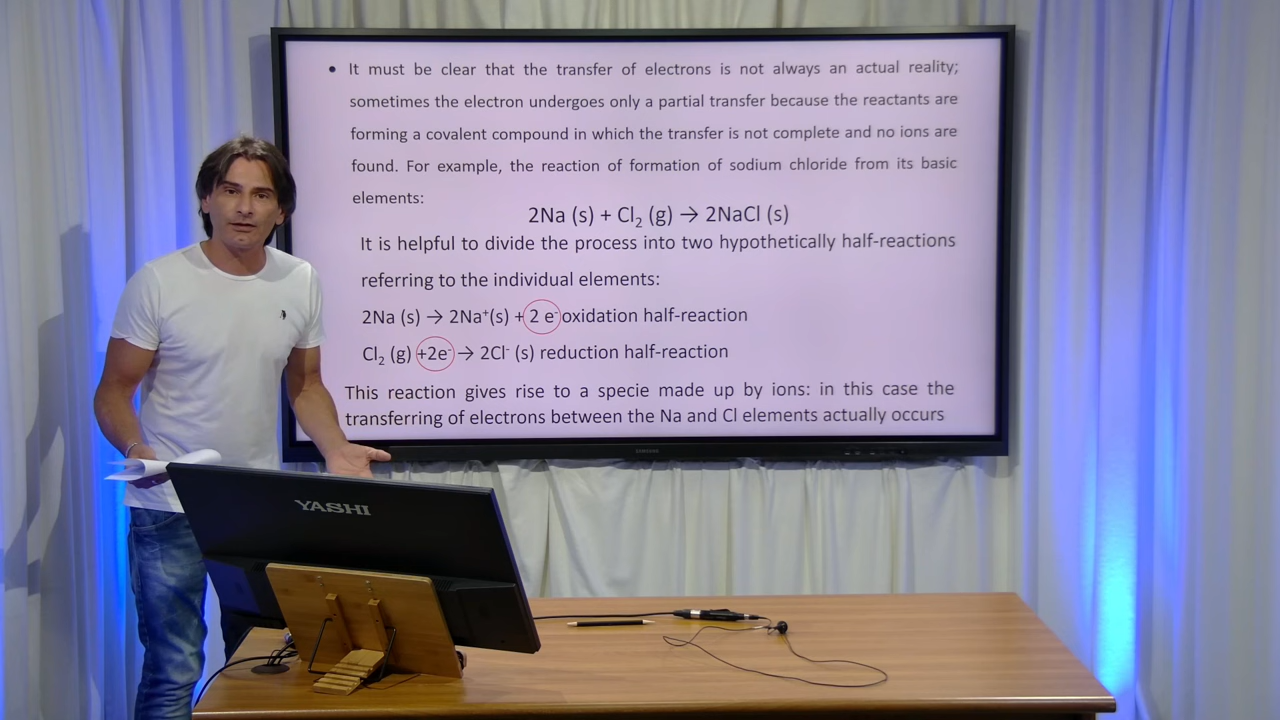 • It must be clear that the transfer of electrons is not always an actual reality;
sometimes the electron undergoes only a partial transfer because the reactants are
forming a covalent compound in which the transfer is not complete and no ions are
found. For example, the reaction of formation of sodium chloride from its basic
elements:
2Na (s) + Cl₂ (g) → 2NaCl (s)
It is helpful to divide the process into two hypothetically half-reactions
referring to the individual elements:
2Na (s) → 2Na⁺(s) + 2 e⁻ oxidation half-reaction
Cl₂ (g) +2e⁻ → 2Cl⁻ (s) reduction half-reaction
This reaction gives rise to a specie made up by ions: in this case the
transferring of electrons between the Na and Cl elements actually occurs
SAMSUNG
YASHI